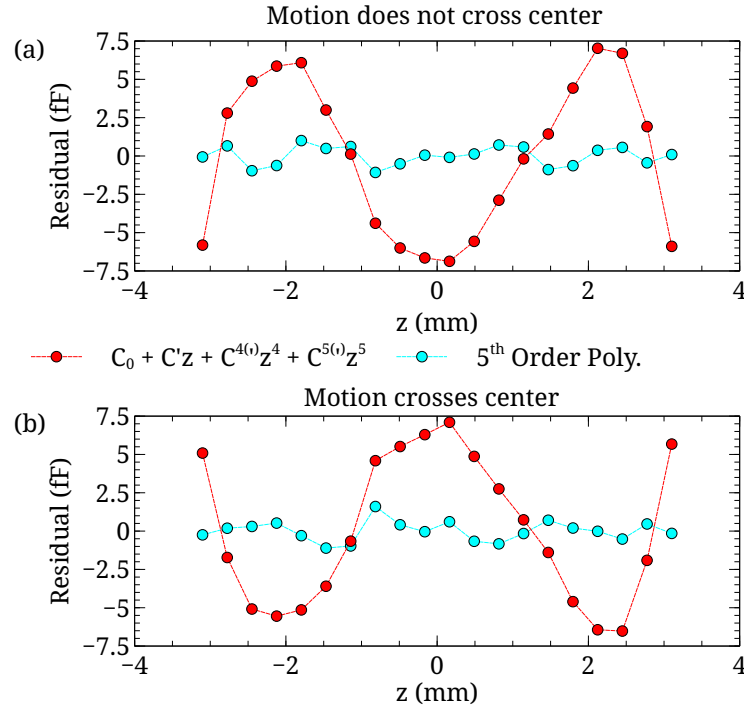 Motion does not cross center
(a)
7.5
5
2.5
0
−2.5
−5
−7.5
Residual (fF)
−4 −2 0 2 4
z (mm)
C₀ + C'z + C⁴⁽'⁾z⁴ + C⁵⁽'⁾z⁵ 5ᵗʰ Order Poly.
Motion crosses center
(b)
7.5
5
2.5
0
−2.5
−5
−7.5
Residual (fF)
−4 −2 0 2 4
z (mm)